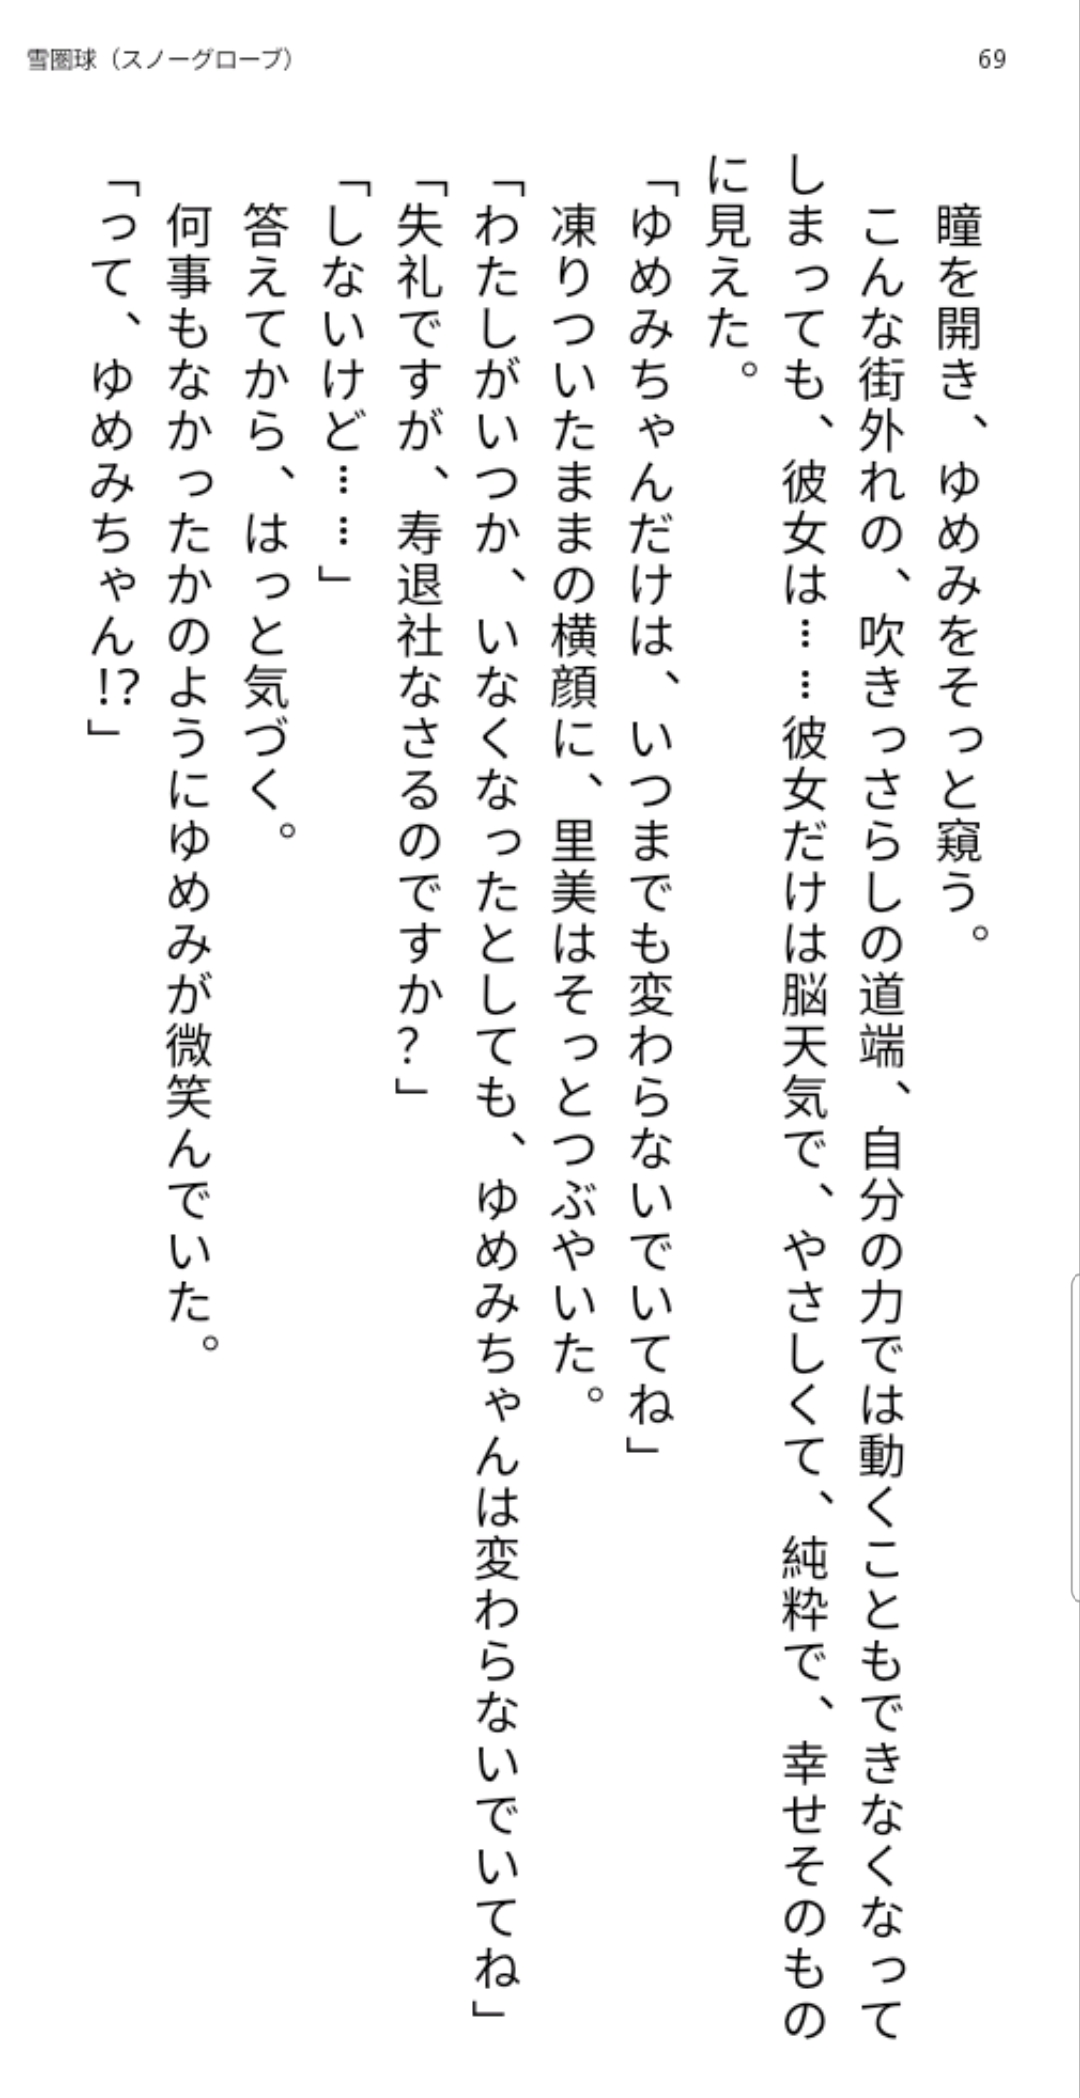 雪圏球（スノーグローブ）
69
　瞳を開き、ゆめみをそっと窺う。
　こんな街外れの、吹きっさらしの道端、自分の力では動くこともできなくなって
しまっても、彼女は……彼女だけは脳天気で、やさしくて、純粋で、幸せそのもの
に見えた。
「ゆめみちゃんだけは、いつまでも変わらないでいてね」
　凍りついたままの横顔に、里美はそっとつぶやいた。
「わたしがいつか、いなくなったとしても、ゆめみちゃんは変わらないでいてね」
「失礼ですが、寿退社なさるのですか？」
「しないけど……」
　答えてから、はっと気づく。
　何事もなかったかのようにゆめみが微笑んでいた。
「って、ゆめみちゃん!?」